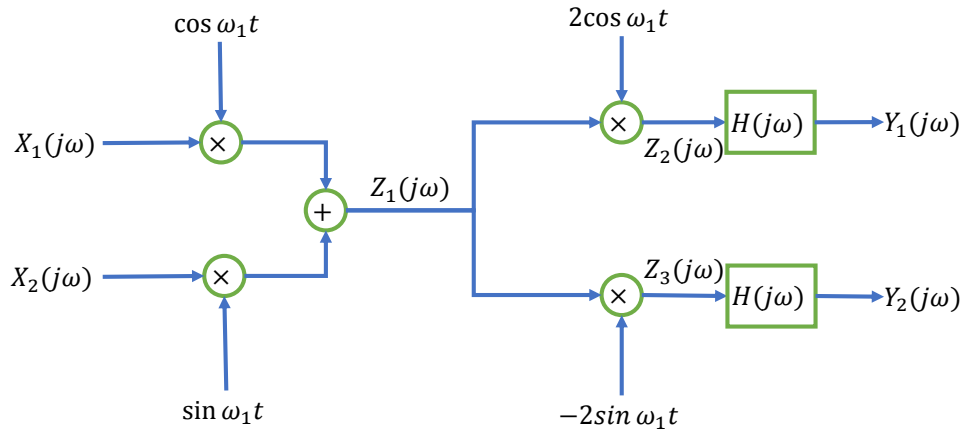 cos ω₁t
2cos ω₁t
X₁(jω)
×
×
Z₂(jω)
H(jω)
Y₁(jω)
Z₁(jω)
+
X₂(jω)
×
×
Z₃(jω)
H(jω)
Y₂(jω)
sin ω₁t
−2sin ω₁t